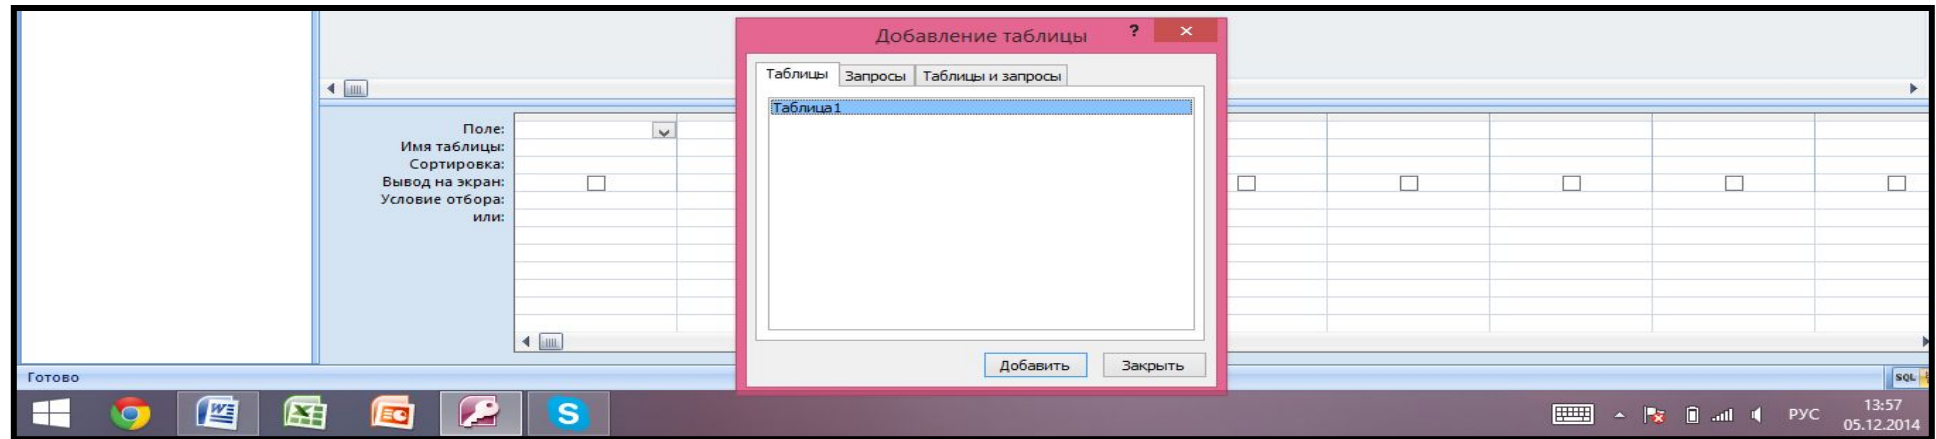 Добавление таблицы ? ×
Таблицы Запросы Таблицы и запросы
Таблица1
Поле:
Имя таблицы:
Сортировка:
Вывод на экран:
Условие отбора:
или:
Добавить Закрыть
Готово
SQL
РУС 13:57
05.12.2014